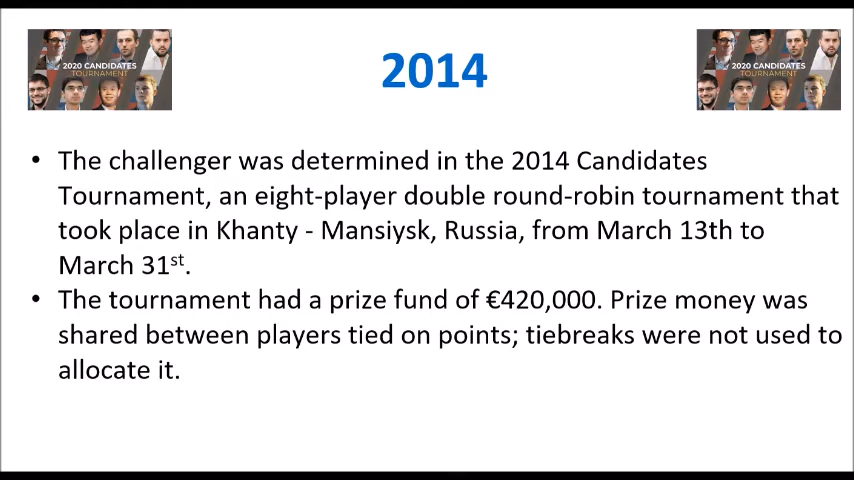 2020 CANDIDATES
TOURNAMENT
2014
2020 CANDIDATES
TOURNAMENT
• The challenger was determined in the 2014 Candidates
Tournament, an eight-player double round-robin tournament that
took place in Khanty - Mansiysk, Russia, from March 13th to
March 31st.
• The tournament had a prize fund of €420,000. Prize money was
shared between players tied on points; tiebreaks were not used to
allocate it.